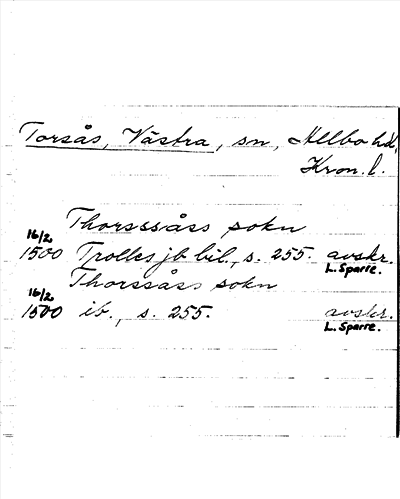 Torsås, Västra, sn, Allbo hd,
Kron. l.
Thorsssåss sokn
16/2
1500 Trolles jb bil., s. 255. avskr.
L. Sparre.
Thorssåss sokn
16/2
1500 ib., s. 255. avskr.
L. Sparre.